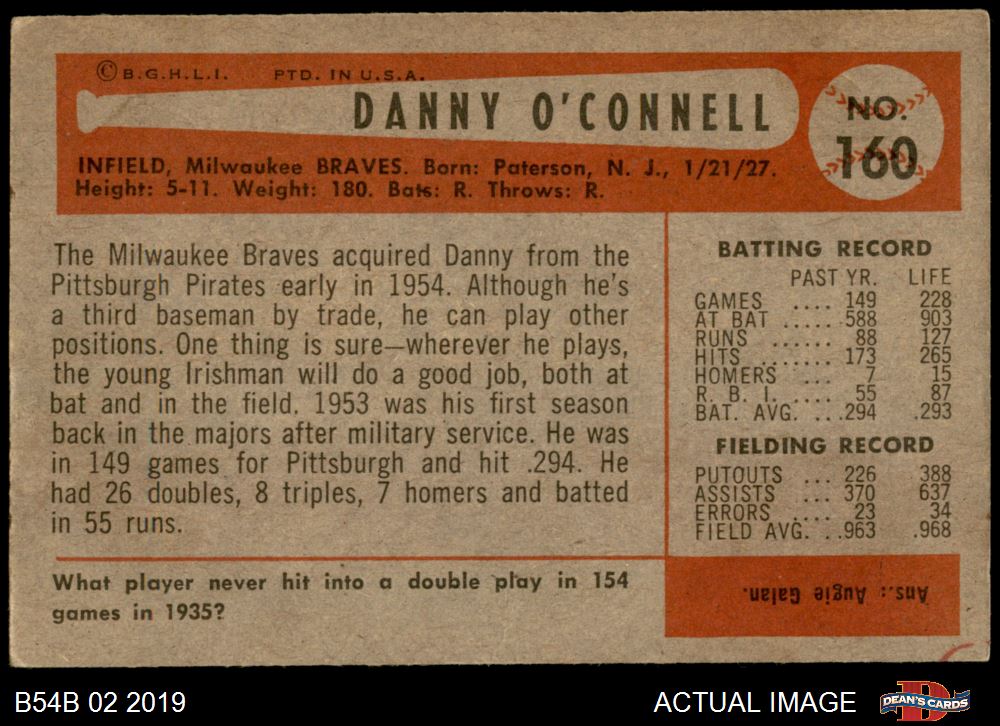 © B.G.H.L.I. PTD. IN U.S.A.
DANNY O'CONNELL
NO.
160
INFIELD, Milwaukee BRAVES. Born: Paterson, N. J., 1/21/27.
Height: 5-11. Weight: 180. Bats: R. Throws: R.
The Milwaukee Braves acquired Danny from the
Pittsburgh Pirates early in 1954. Although he's
a third baseman by trade, he can play other
positions. One thing is sure—wherever he plays,
the young Irishman will do a good job, both at
bat and in the field. 1953 was his first season
back in the majors after military service. He was
in 149 games for Pittsburgh and hit .294. He
had 26 doubles, 8 triples, 7 homers and batted
in 55 runs.
BATTING RECORD
PAST YR. LIFE
GAMES .... 149 228
AT BAT ..... 588 903
RUNS ...... 88 127
HITS ...... 173 265
HOMERS ... 7 15
R. B. I. .... 55 87
BAT. AVG. ... .294 .293
FIELDING RECORD
PUTOUTS ... 226 388
ASSISTS ... 370 637
ERRORS .... 23 34
FIELD AVG. . .963 .968
What player never hit into a double play in 154
games in 1935?
Ans.: Augie Galan.
B54B 02 2019
ACTUAL IMAGE
DEAN'S CARDS